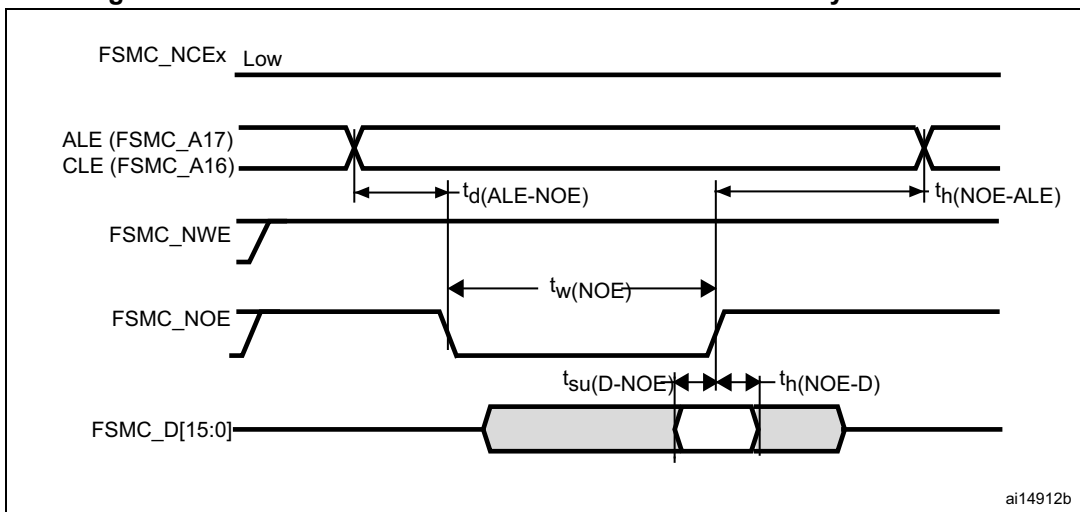 FSMC_NCEx Low
ALE (FSMC_A17)
CLE (FSMC_A16)
td(ALE-NOE)
th(NOE-ALE)
FSMC_NWE
tw(NOE)
FSMC_NOE
tsu(D-NOE)
th(NOE-D)
FSMC_D[15:0]
ai14912b